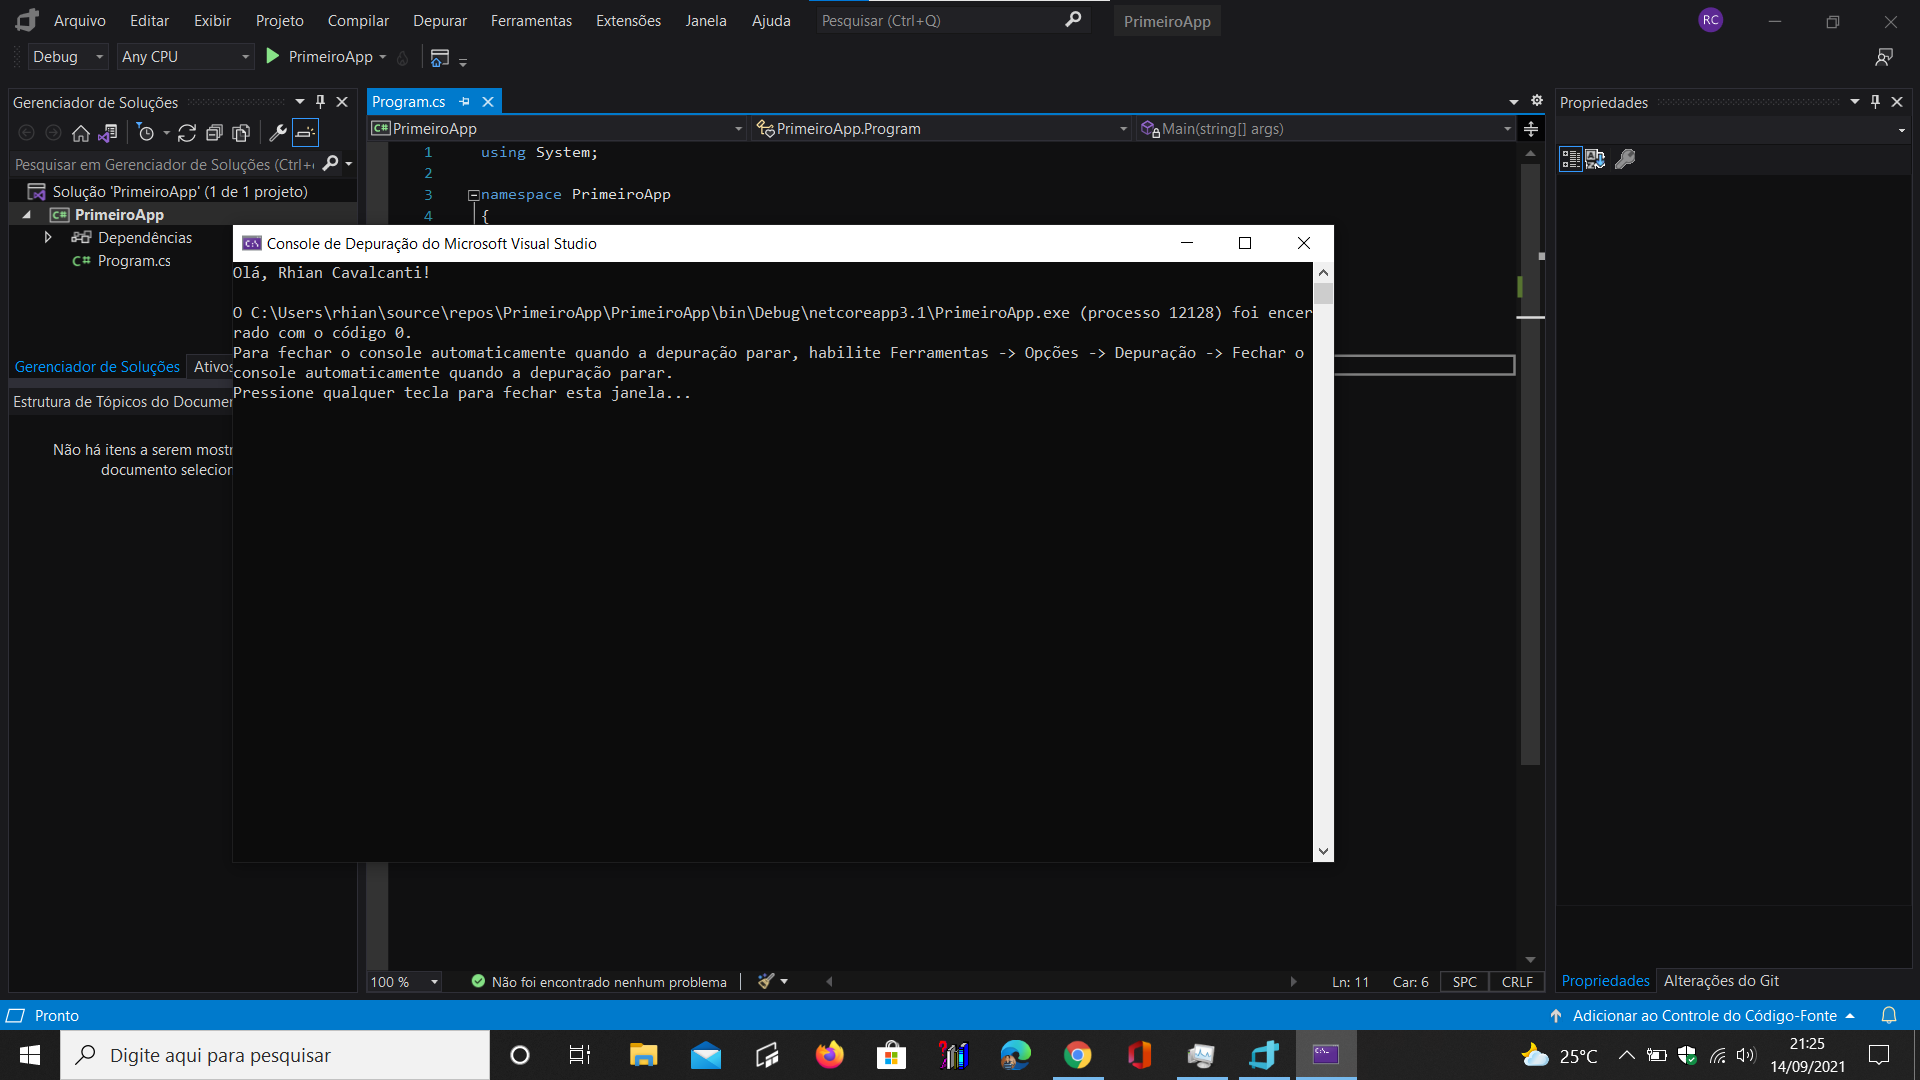 Arquivo Editar Exibir Projeto Compilar Depurar Ferramentas Extensões Janela Ajuda Pesquisar (Ctrl+Q) PrimeiroApp RC
Debug Any CPU PrimeiroApp
Gerenciador de Soluções
Pesquisar em Gerenciador de Soluções (Ctrl+
Solução 'PrimeiroApp' (1 de 1 projeto)
C# PrimeiroApp
Dependências
C# Program.cs
Gerenciador de Soluções Ativos
Estrutura de Tópicos do Documen
Não há itens a serem mostr
documento selecion
Program.cs
C# PrimeiroApp PrimeiroApp.Program Main(string[] args)
1 using System;
2
3 namespace PrimeiroApp
4 {
Console de Depuração do Microsoft Visual Studio
Olá, Rhian Cavalcanti!
O C:\Users\rhian\source\repos\PrimeiroApp\PrimeiroApp\bin\Debug\netcoreapp3.1\PrimeiroApp.exe (processo 12128) foi encer
rado com o código 0.
Para fechar o console automaticamente quando a depuração parar, habilite Ferramentas -> Opções -> Depuração -> Fechar o
console automaticamente quando a depuração parar.
Pressione qualquer tecla para fechar esta janela...
100 % Não foi encontrado nenhum problema Ln: 11 Car: 6 SPC CRLF
Propriedades
Propriedades Alterações do Git
Pronto Adicionar ao Controle do Código-Fonte
Digite aqui para pesquisar 25°C 21:25
14/09/2021